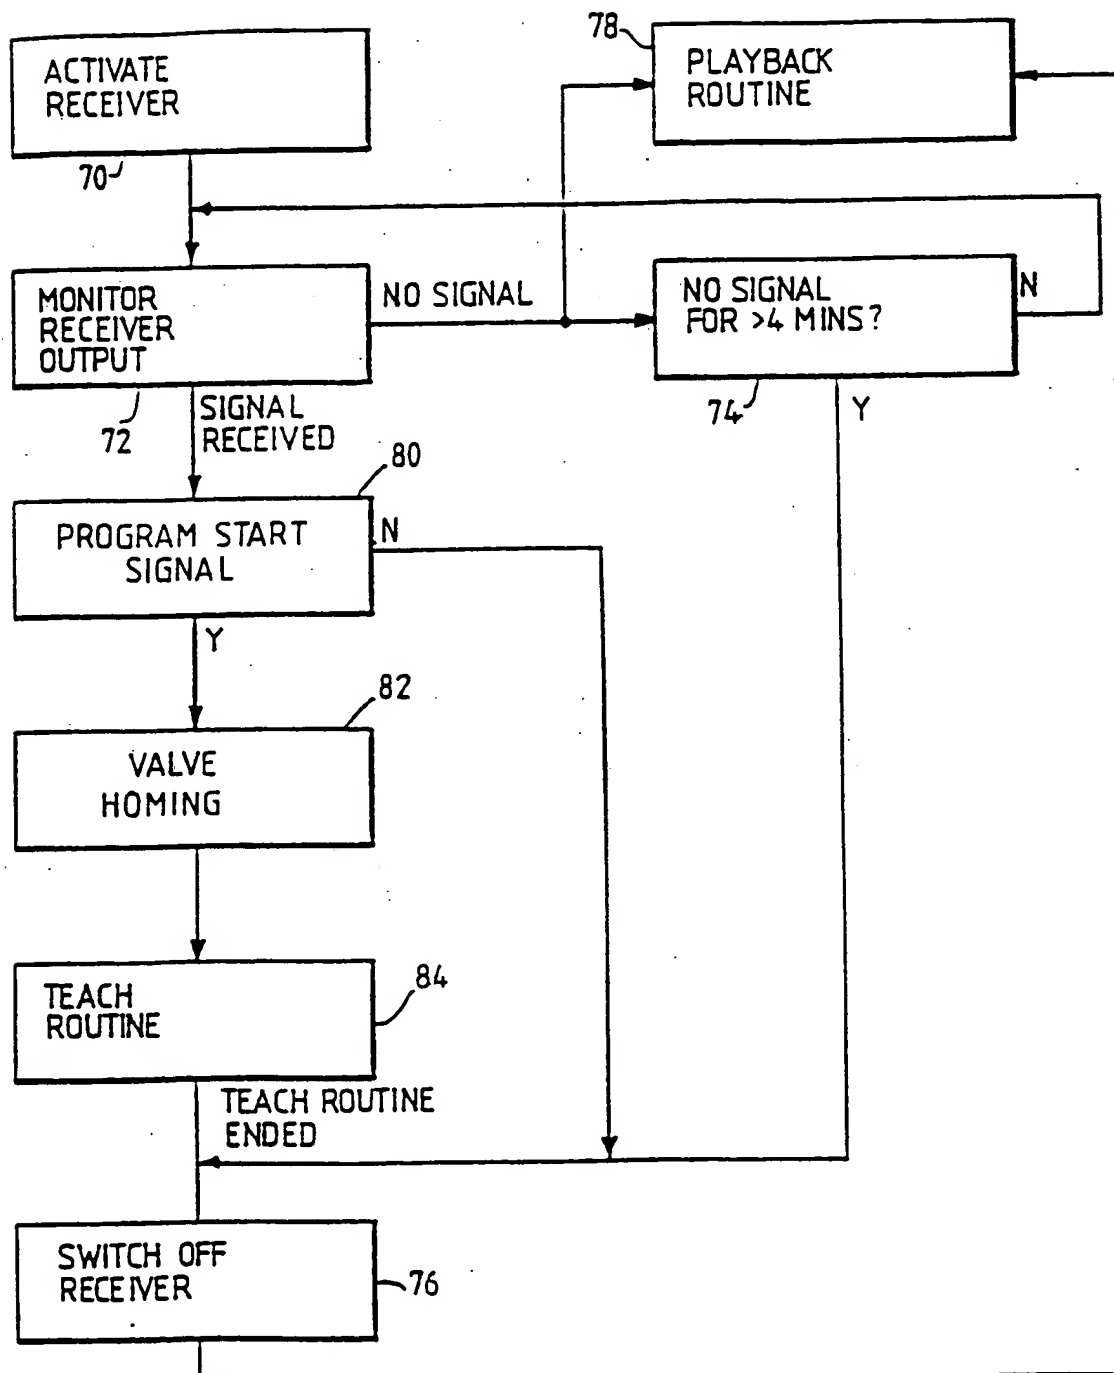 ACTIVATE
RECEIVER
70
78
PLAYBACK
ROUTINE
MONITOR
RECEIVER
OUTPUT
72
NO SIGNAL
NO SIGNAL
FOR >4 MINS?
N
74
Y
SIGNAL
RECEIVED
80
PROGRAM START
SIGNAL
N
Y
82
VALVE
HOMING
TEACH
ROUTINE
84
TEACH ROUTINE
ENDED
SWITCH OFF
RECEIVER
76